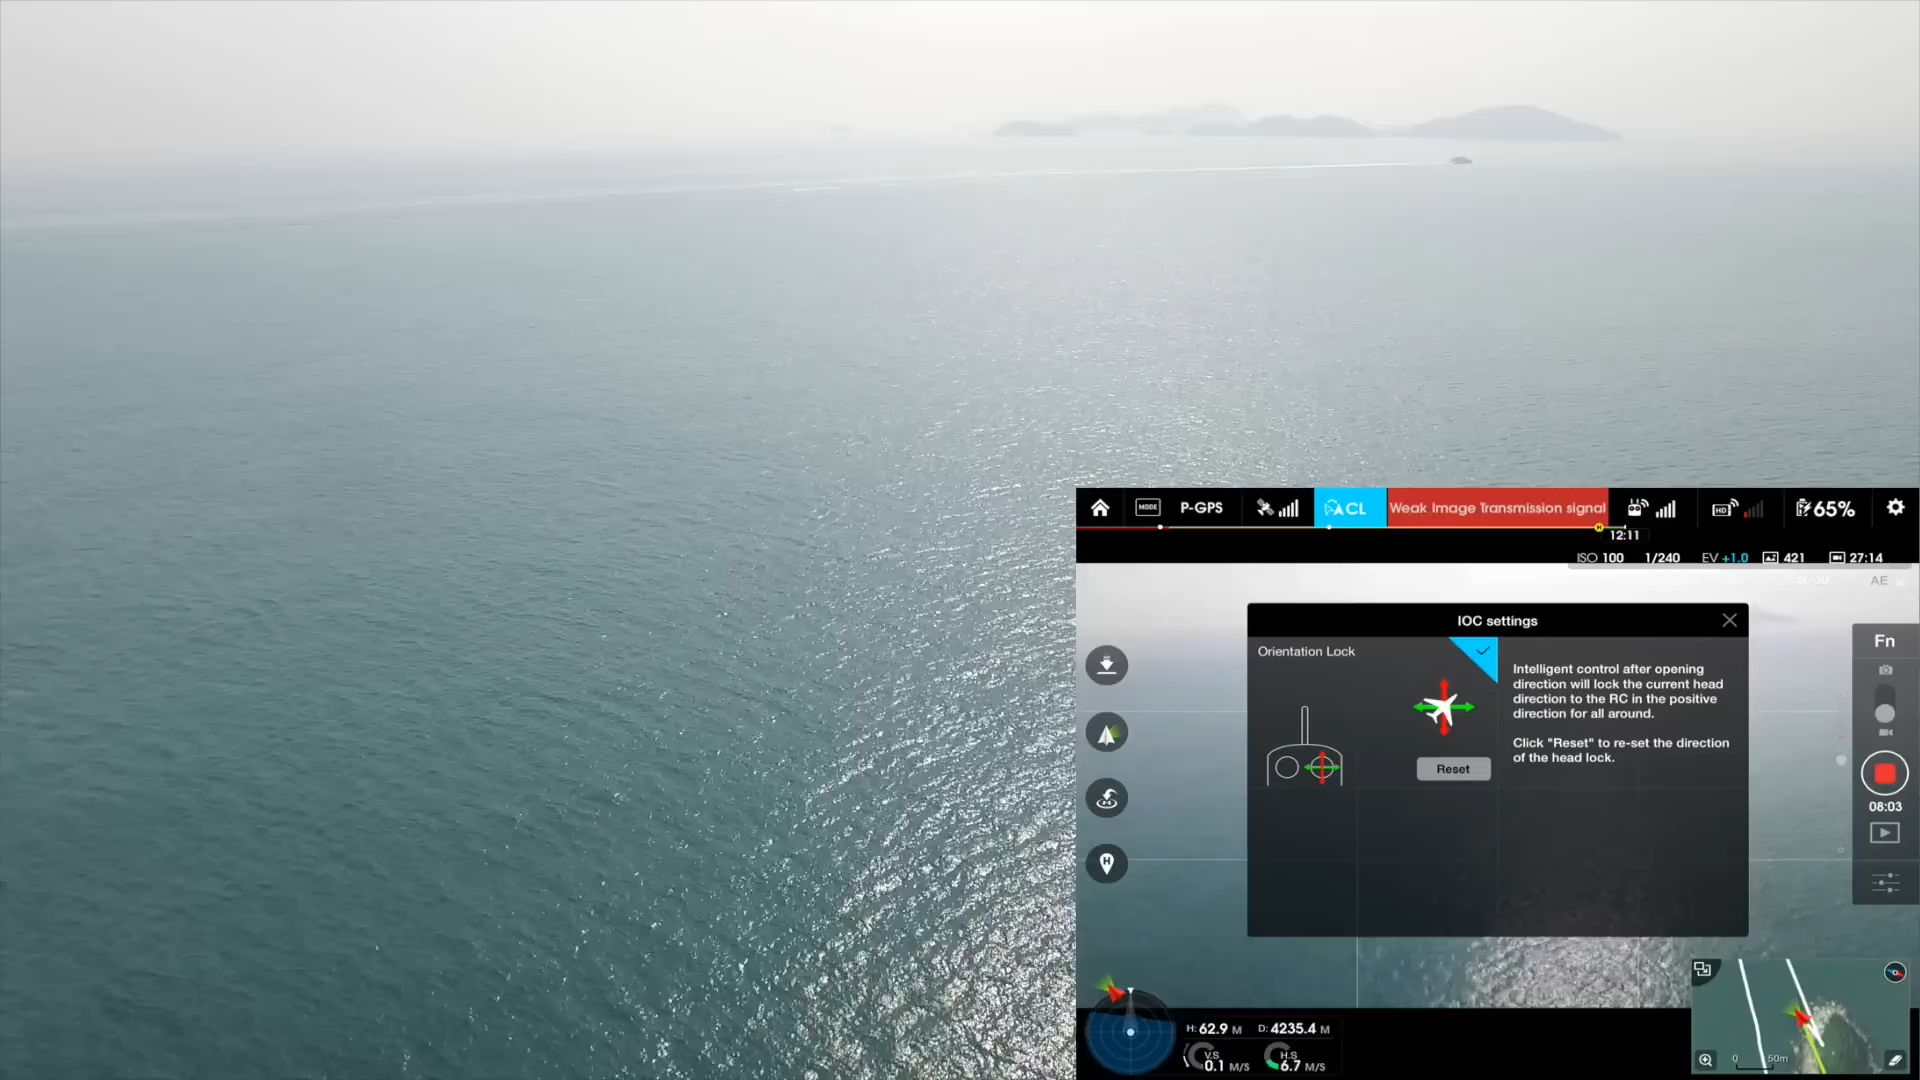 MODE P-GPS CL Weak Image Transmission signal HD 65%
H
12:11
ISO 100 1/240 EV +1.0 421 27:14
AE
IOC settings
Orientation Lock
Intelligent control after opening
direction will lock the current head
direction to the RC in the positive
direction for all around.
Click "Reset" to re-set the direction
of the head lock.
Reset
Fn
08:03
H
H: 62.9 M D: 4235.4 M
V.S
0.1 M/S
H.S
6.7 M/S
0 50m